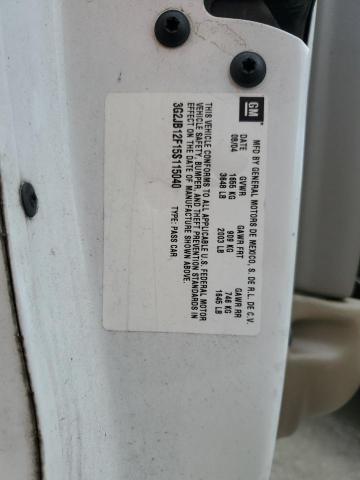 GM
MFD BY GENERAL MOTORS DE MEXICO, S. DE R.L. DE C.V.
DATE GVWR GAWR FRT GAWR RR
08/04 1655 KG 909 KG 746 KG
3648 LB 2003 LB 1645 LB
THIS VEHICLE CONFORMS TO ALL APPLICABLE U.S. FEDERAL MOTOR
VEHICLE SAFETY, BUMPER, AND THEFT PREVENTION STANDARDS IN
EFFECT ON THE DATE OF MANUFACTURE SHOWN ABOVE.
3G2JB12F15S115040 TYPE: PASS CAR